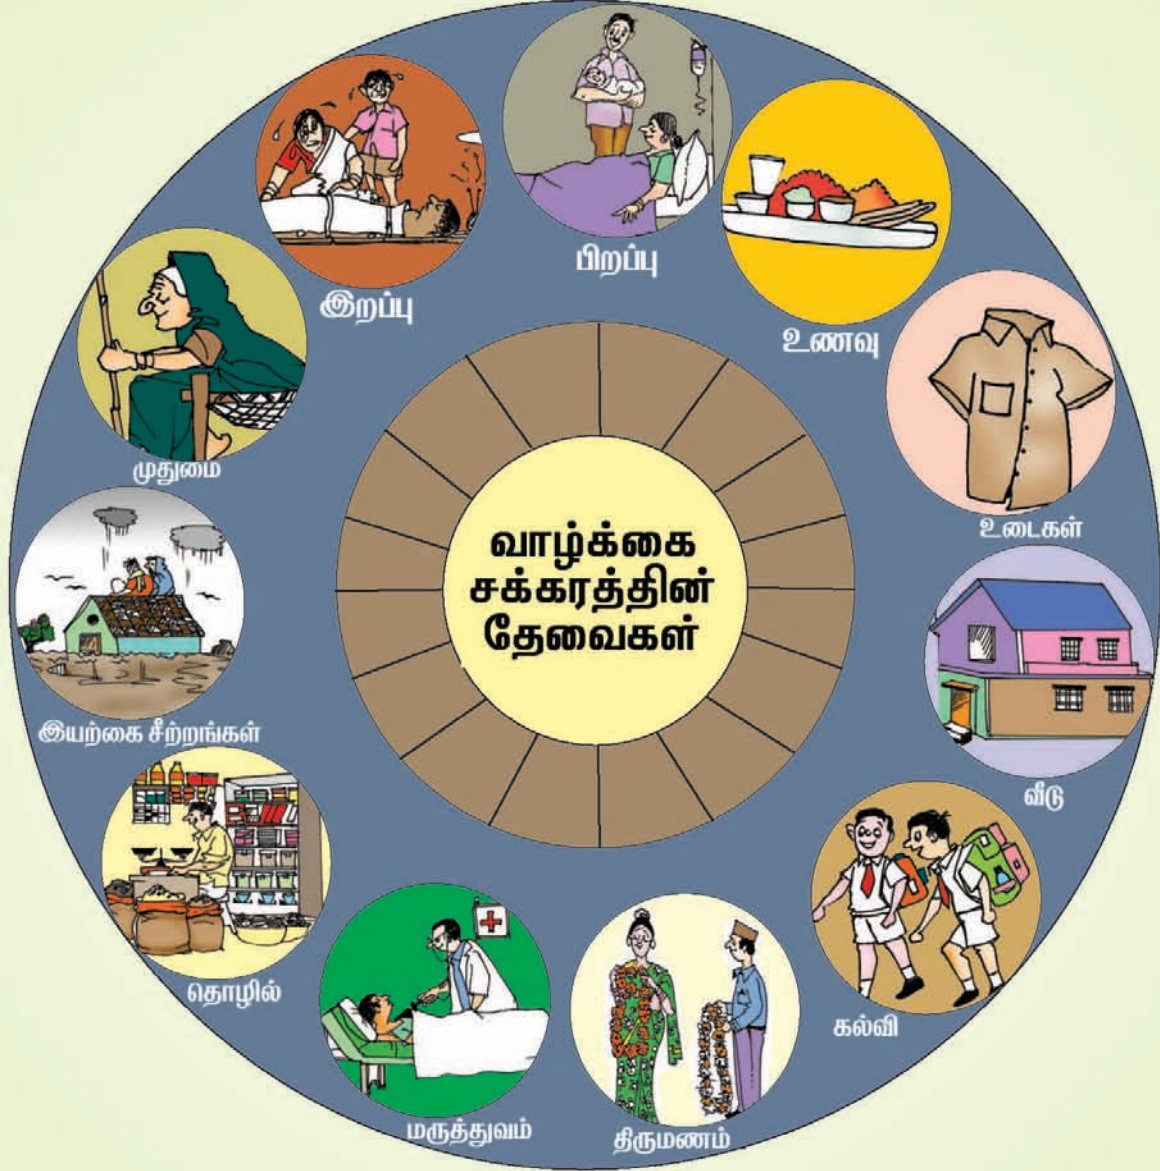 வாழ்க்கை
சக்கரத்தின்
தேவைகள்
பிறப்பு
உணவு
உடைகள்
வீடு
கல்வி
திருமணம்
மருத்துவம்
தொழில்
இயற்கை சீற்றங்கள்
முதுமை
இறப்பு